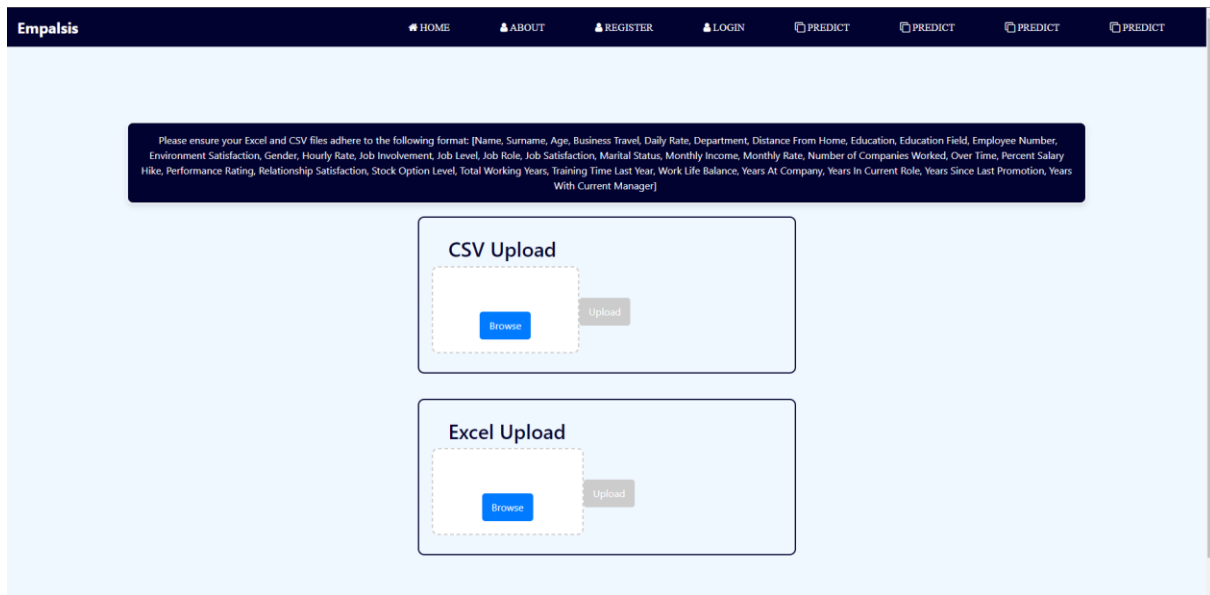 Empalsis
HOME ABOUT REGISTER LOGIN PREDICT PREDICT PREDICT PREDICT
Please ensure your Excel and CSV files adhere to the following format: [Name, Surname, Age, Business Travel, Daily Rate, Department, Distance From Home, Education, Education Field, Employee Number,
Environment Satisfaction, Gender, Hourly Rate, Job Involvement, Job Level, Job Role, Job Satisfaction, Marital Status, Monthly Income, Monthly Rate, Number of Companies Worked, Over Time, Percent Salary
Hike, Performance Rating, Relationship Satisfaction, Stock Option Level, Total Working Years, Training Time Last Year, Work Life Balance, Years At Company, Years In Current Role, Years Since Last Promotion, Years
With Current Manager]
CSV Upload
Browse
Upload
Excel Upload
Browse
Upload